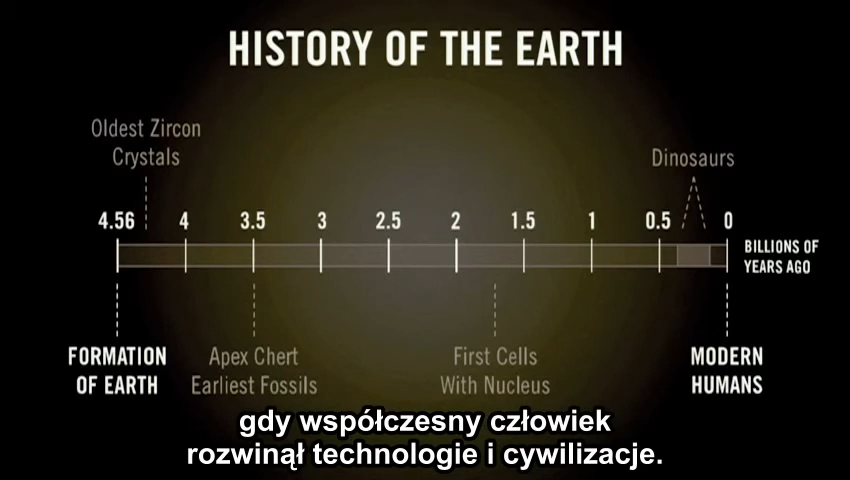 HISTORY OF THE EARTH
Oldest Zircon
Crystals
Dinosaurs
4.56 4 3.5 3 2.5 2 1.5 1 0.5 0
BILLIONS OF
YEARS AGO
FORMATION
OF EARTH
Apex Chert
Earliest Fossils
First Cells
With Nucleus
MODERN
HUMANS
gdy współczesny człowiek
rozwinął technologie i cywilizacje.